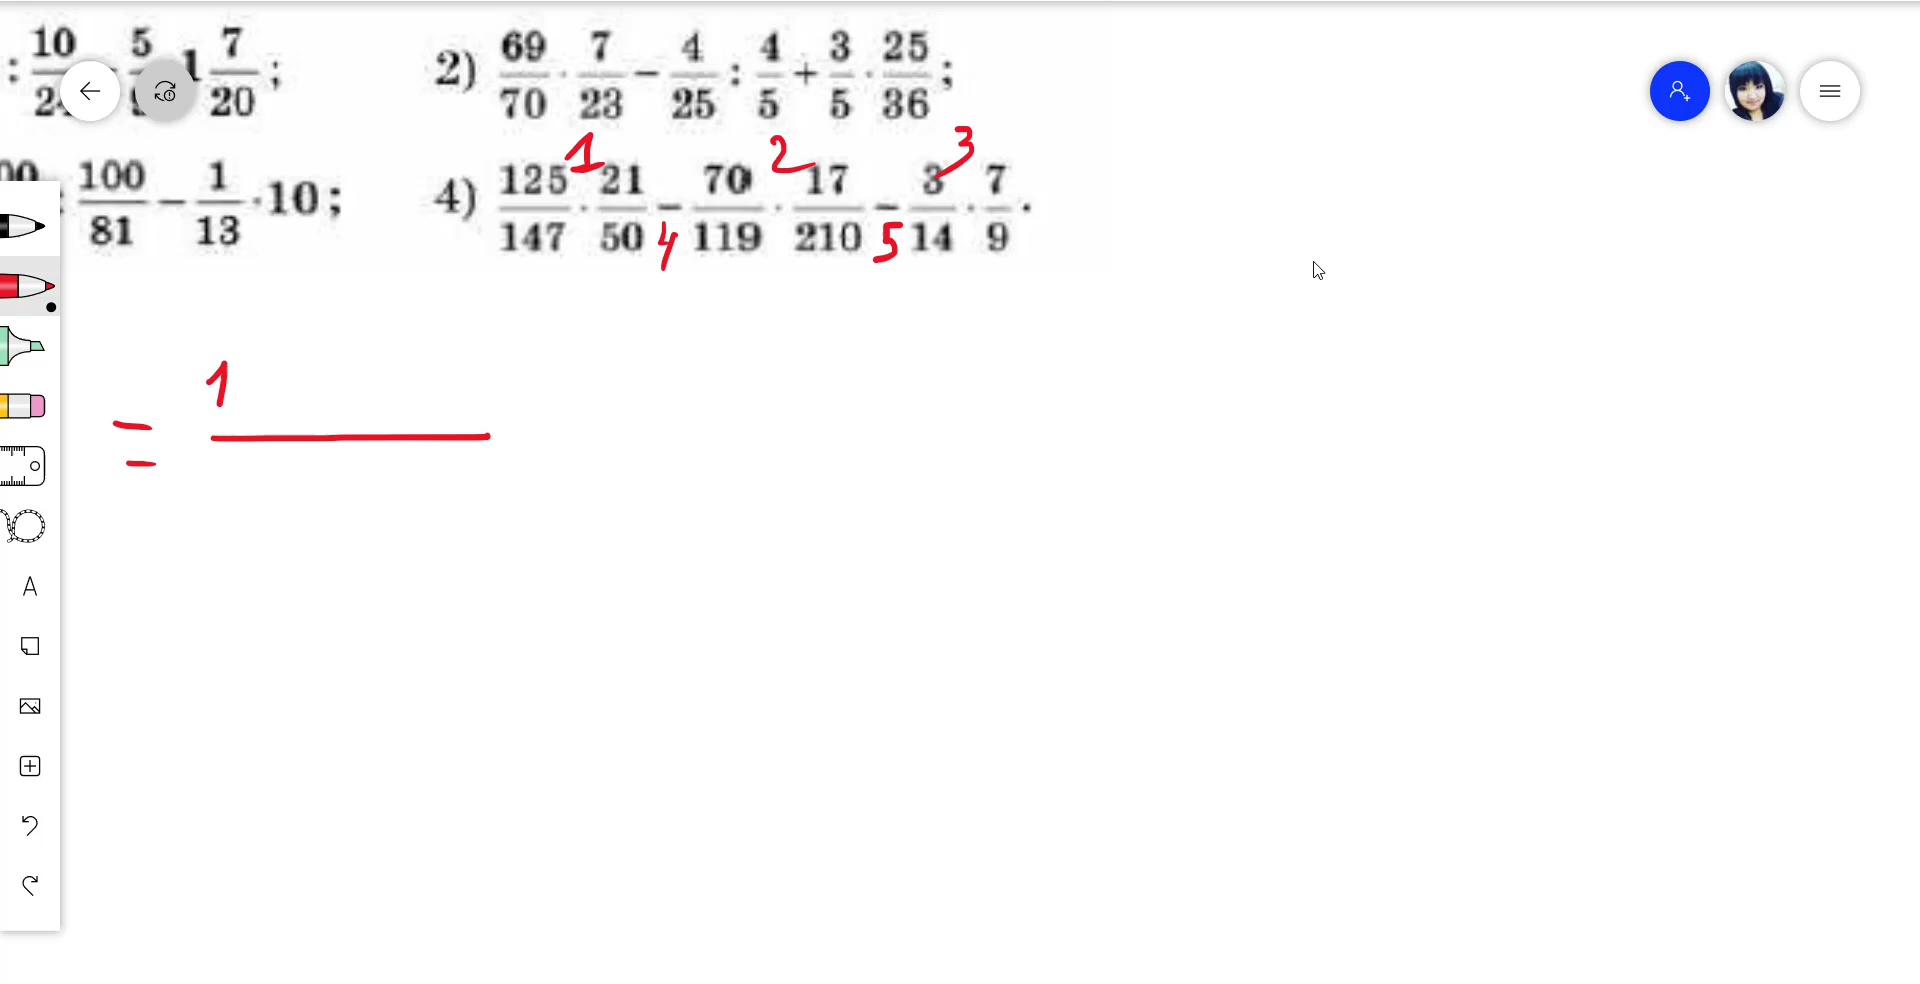 : 10/24 5 1 7/20 ;
2) 69/70 · 7/23 − 4/25 : 4/5 + 3/5 · 25/36 ;
1 2 3
: 100/81 − 1/13 · 10 ;
4) 125/147 · 21/50 − 70/119 · 17/210 − 3/14 · 7/9 .
4 5
= 1
A